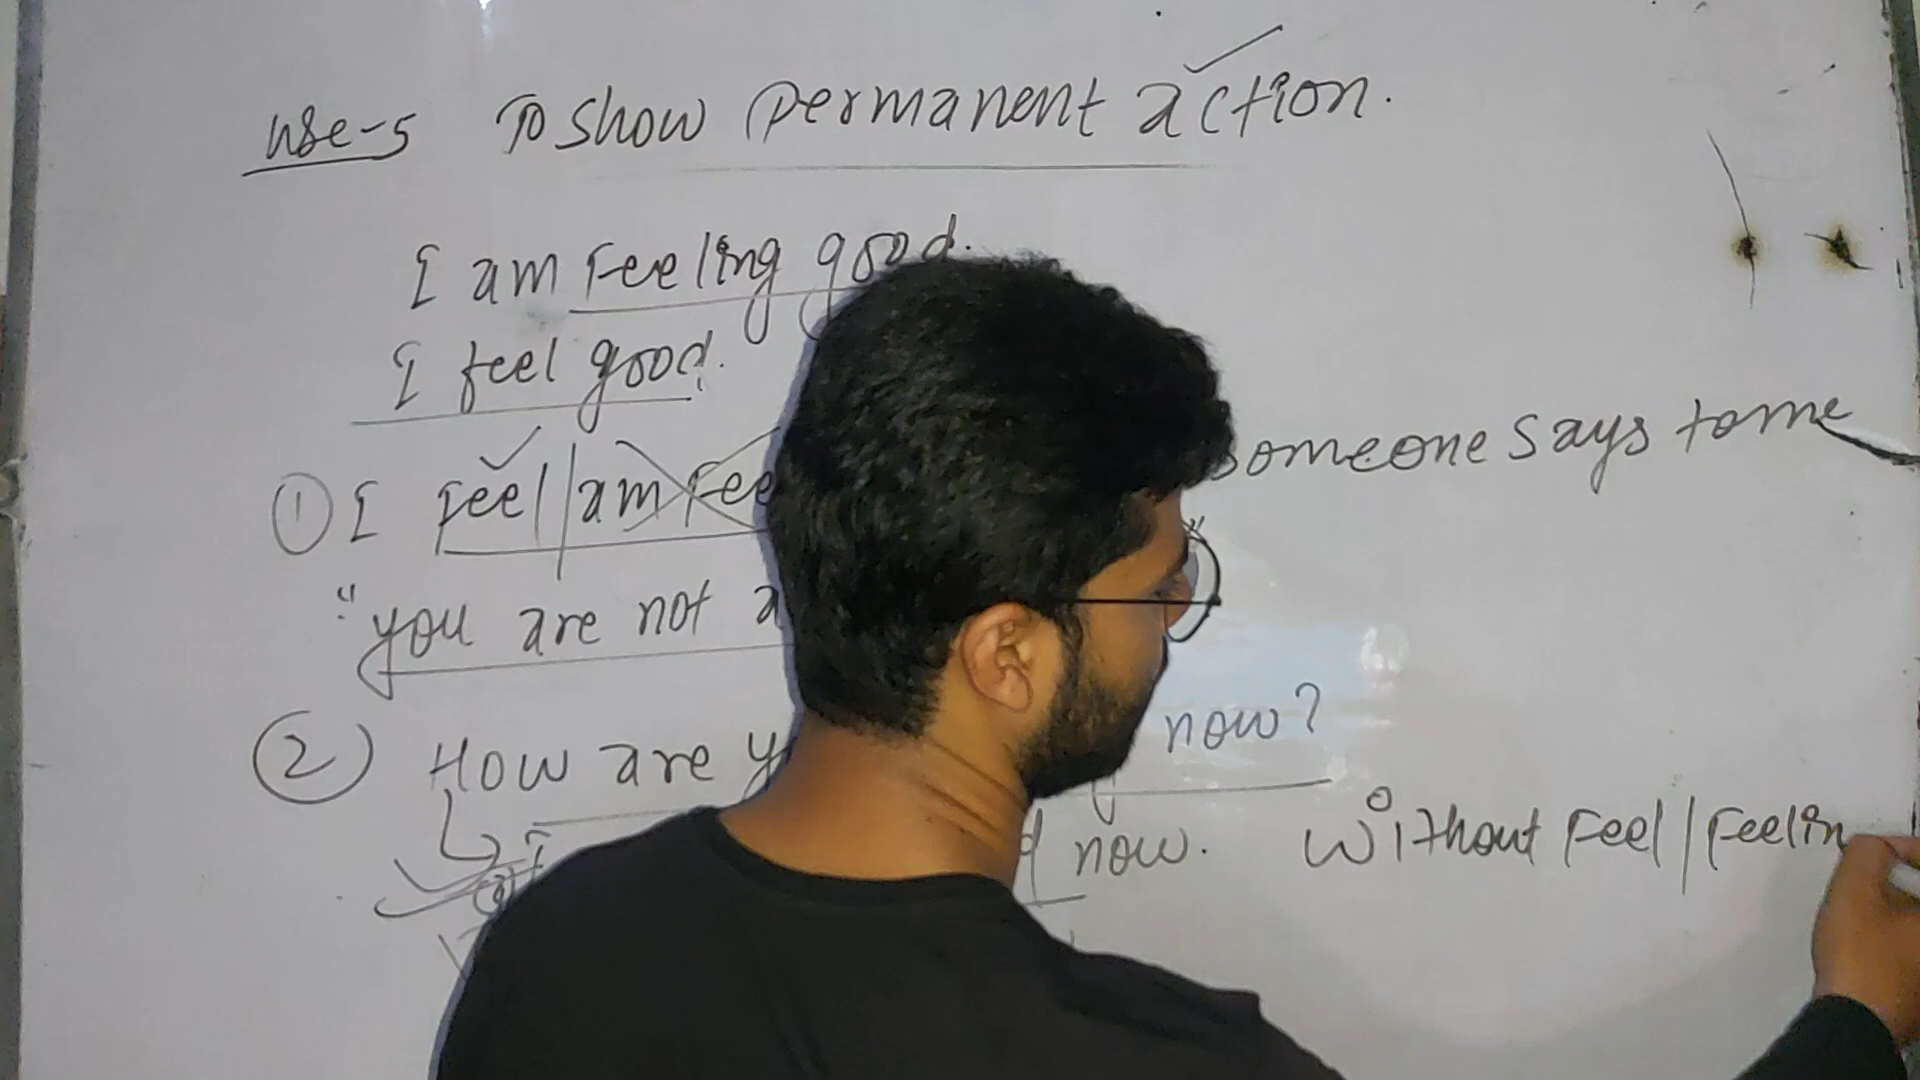 use-5 To show permanent action.
I am feeling good.
I feel good.
① I feel | am fee someone says to me
"you are not a
② How are y now?
now. without feel | feelin